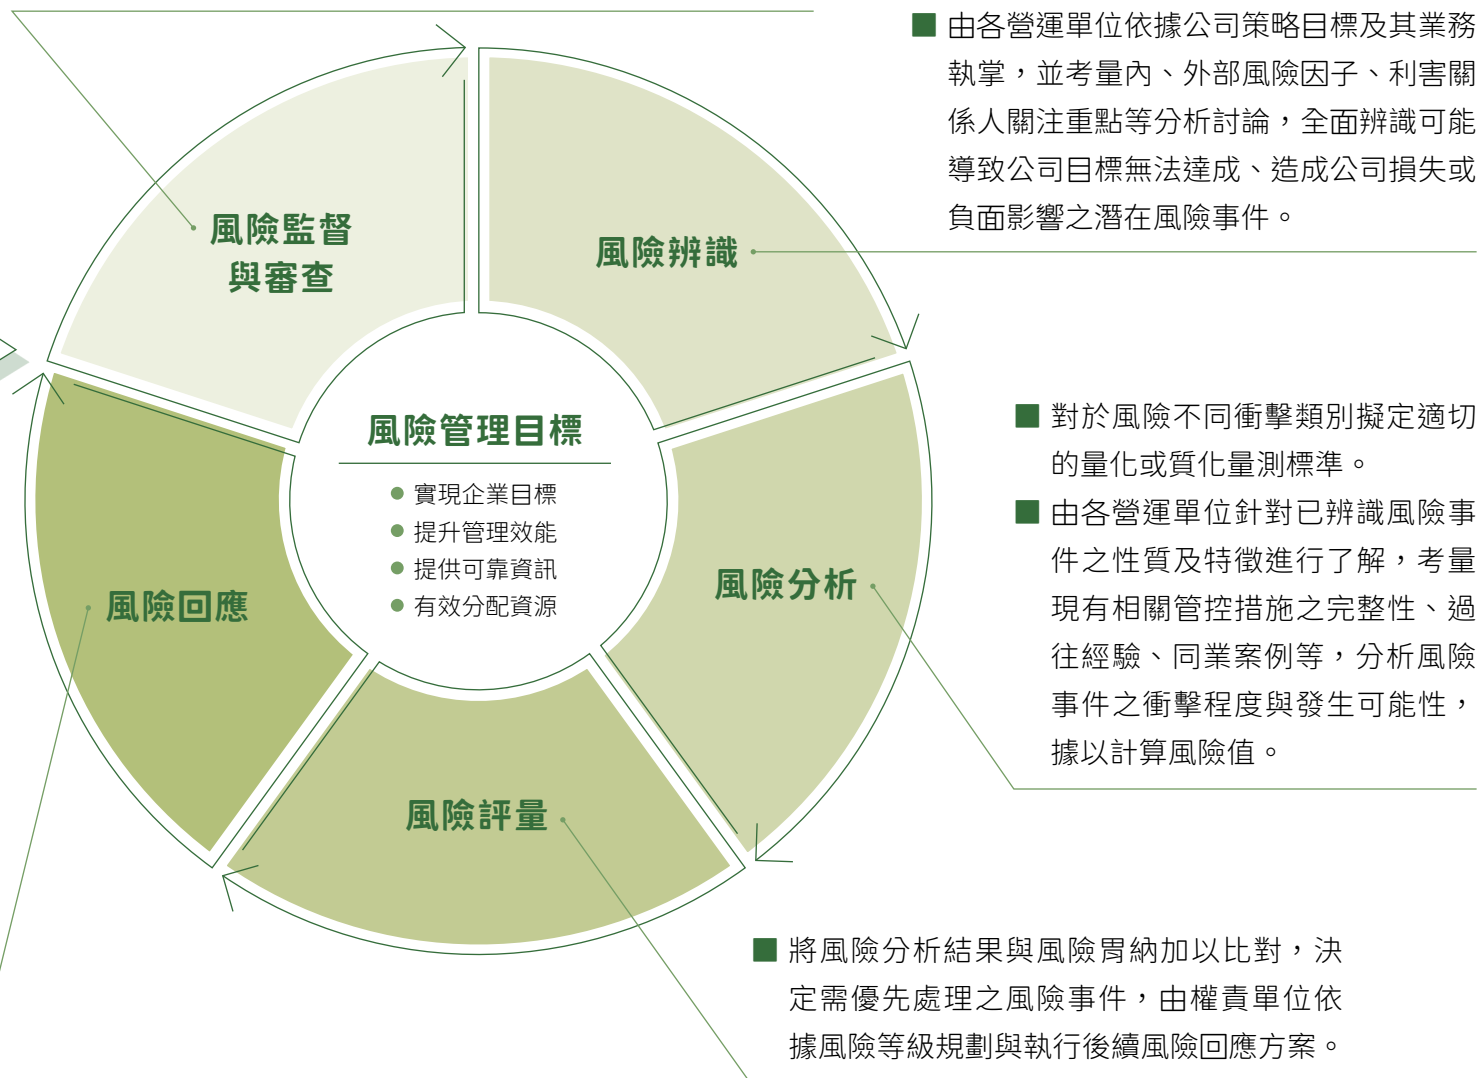 ■ 由各營運單位依據公司策略目標及其業務
執掌，並考量內、外部風險因子、利害關
係人關注重點等分析討論，全面辨識可能
導致公司目標無法達成、造成公司損失或
負面影響之潛在風險事件。
風險監督
與審查
風險辨識
風險管理目標
● 實現企業目標
● 提升管理效能
● 提供可靠資訊
● 有效分配資源
■ 對於風險不同衝擊類別擬定適切
的量化或質化量測標準。
■ 由各營運單位針對已辨識風險事
件之性質及特徵進行了解，考量
現有相關管控措施之完整性、過
往經驗、同業案例等，分析風險
事件之衝擊程度與發生可能性，
據以計算風險值。
風險分析
風險回應
風險評量
■ 將風險分析結果與風險胃納加以比對，決
定需優先處理之風險事件，由權責單位依
據風險等級規劃與執行後續風險回應方案。